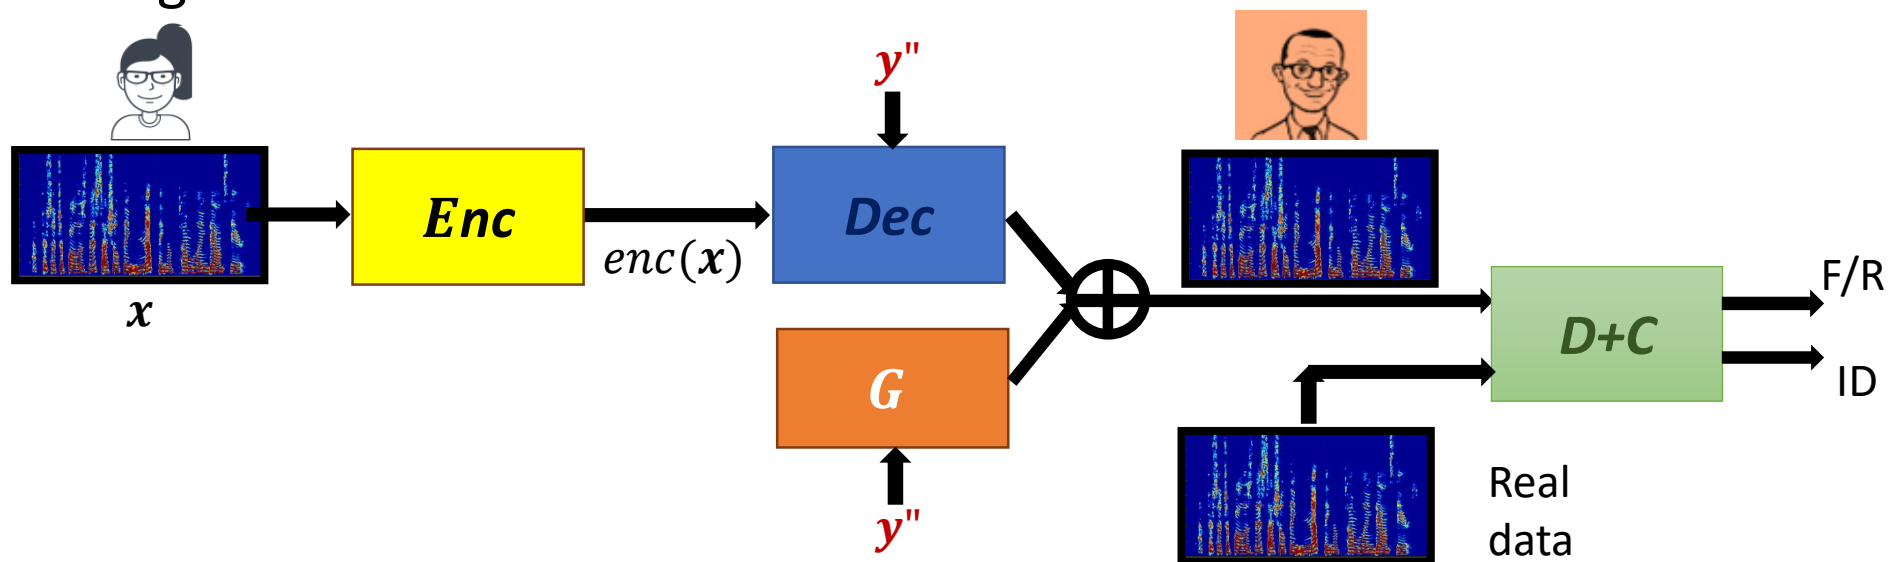 y"
Enc
Dec
enc(x)
x
F/R
D+C
G
ID
y"
Real
data